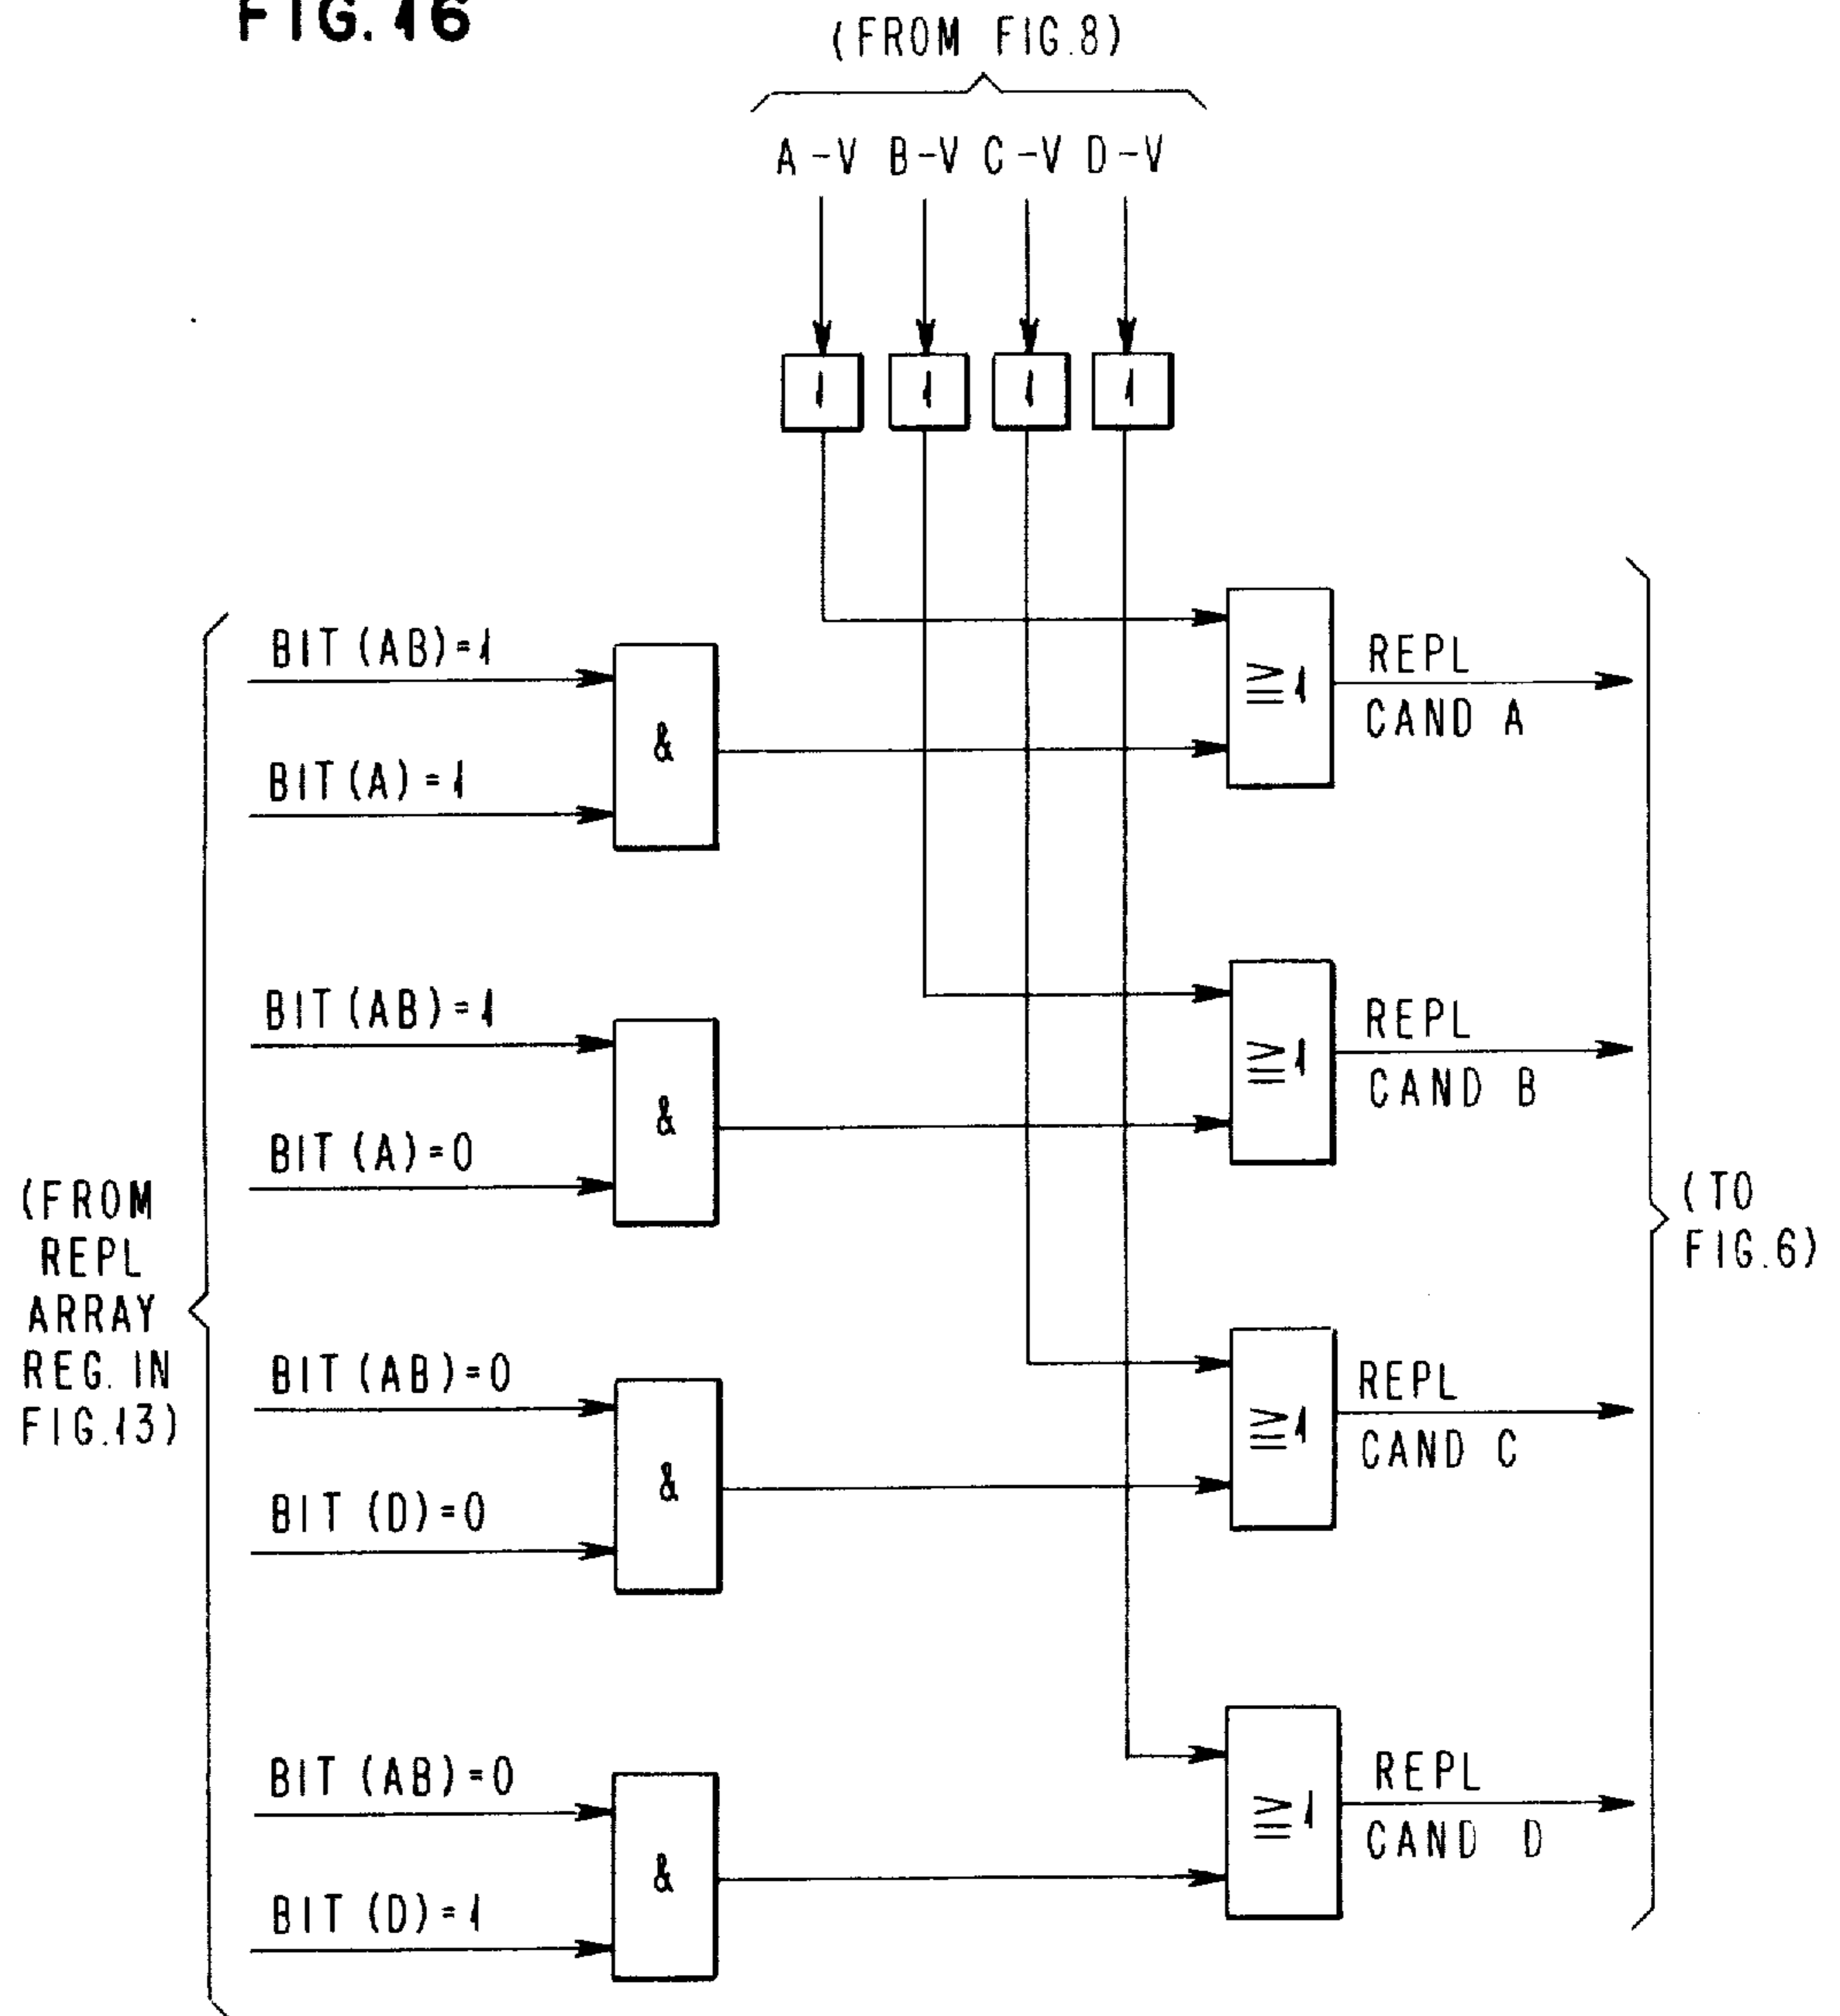 FIG. 16
(FROM FIG.8)
A-V B-V C-V D-V
1 1 1 1
BIT(AB)=1
BIT(A)=1
&
≧1
REPL
CAND A
BIT(AB)=1
BIT(A)=0
&
≧1
REPL
CAND B
(FROM
REPL
ARRAY
REG. IN
FIG.13)
(TO
FIG.6)
BIT(AB)=0
BIT(D)=0
&
≧1
REPL
CAND C
BIT(AB)=0
BIT(D)=1
&
≧1
REPL
CAND D